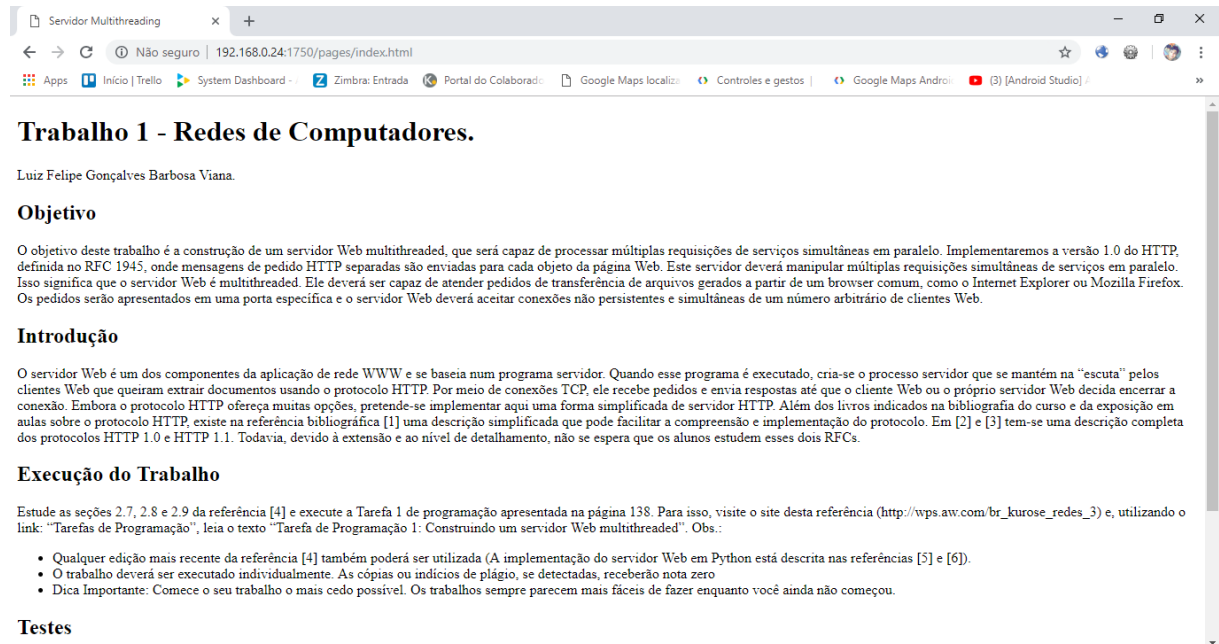 Servidor Multithreading
Não seguro | 192.168.0.24:1750/pages/index.html
Apps Início | Trello System Dashboard - Zimbra: Entrada Portal do Colaborado Google Maps localiza Controles e gestos | Google Maps Androi (3) [Android Studio]
Trabalho 1 - Redes de Computadores.
Luiz Felipe Gonçalves Barbosa Viana.
Objetivo
O objetivo deste trabalho é a construção de um servidor Web multithreaded, que será capaz de processar múltiplas requisições de serviços simultâneas em paralelo. Implementaremos a versão 1.0 do HTTP,
definida no RFC 1945, onde mensagens de pedido HTTP separadas são enviadas para cada objeto da página Web. Este servidor deverá manipular múltiplas requisições simultâneas de serviços em paralelo.
Isso significa que o servidor Web é multithreaded. Ele deverá ser capaz de atender pedidos de transferência de arquivos gerados a partir de um browser comum, como o Internet Explorer ou Mozilla Firefox.
Os pedidos serão apresentados em uma porta específica e o servidor Web deverá aceitar conexões não persistentes e simultâneas de um número arbitrário de clientes Web.
Introdução
O servidor Web é um dos componentes da aplicação de rede WWW e se baseia num programa servidor. Quando esse programa é executado, cria-se o processo servidor que se mantém na “escuta” pelos
clientes Web que queiram extrair documentos usando o protocolo HTTP. Por meio de conexões TCP, ele recebe pedidos e envia respostas até que o cliente Web ou o próprio servidor Web decida encerrar a
conexão. Embora o protocolo HTTP ofereça muitas opções, pretende-se implementar aqui uma forma simplificada de servidor HTTP. Além dos livros indicados na bibliografia do curso e da exposição em
aulas sobre o protocolo HTTP, existe na referência bibliográfica [1] uma descrição simplificada que pode facilitar a compreensão e implementação do protocolo. Em [2] e [3] tem-se uma descrição completa
dos protocolos HTTP 1.0 e HTTP 1.1. Todavia, devido à extensão e ao nível de detalhamento, não se espera que os alunos estudem esses dois RFCs.
Execução do Trabalho
Estude as seções 2.7, 2.8 e 2.9 da referência [4] e execute a Tarefa 1 de programação apresentada na página 138. Para isso, visite o site desta referência (http://wps.aw.com/br_kurose_redes_3) e, utilizando o
link: “Tarefas de Programação”, leia o texto “Tarefa de Programação 1: Construindo um servidor Web multithreaded”. Obs.:
• Qualquer edição mais recente da referência [4] também poderá ser utilizada (A implementação do servidor Web em Python está descrita nas referências [5] e [6]).
• O trabalho deverá ser executado individualmente. As cópias ou indícios de plágio, se detectadas, receberão nota zero
• Dica Importante: Comece o seu trabalho o mais cedo possível. Os trabalhos sempre parecem mais fáceis de fazer enquanto você ainda não começou.
Testes